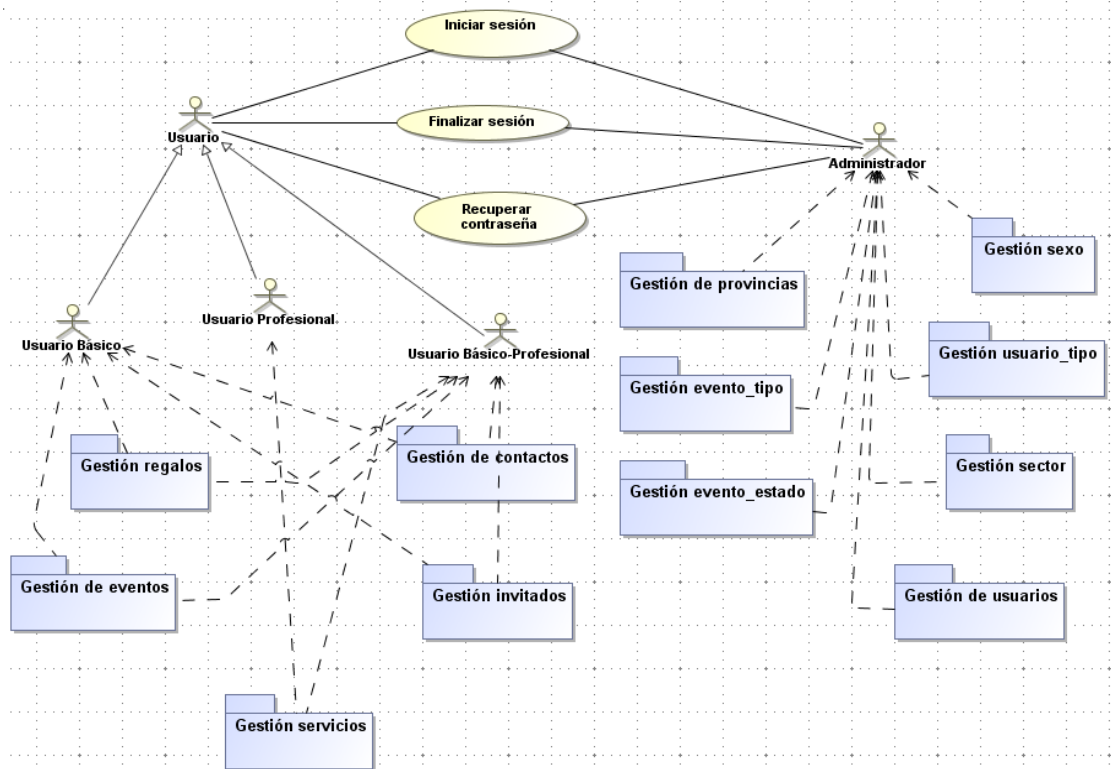 Iniciar sesión
Finalizar sesión
Usuario
Administrador
Recuperar
contraseña
Gestión sexo
Gestión de provincias
Usuario Profesional
Usuario Básico
Usuario Básico-Profesional
Gestión usuario_tipo
Gestión evento_tipo
Gestión regalos
Gestión de contactos
Gestión sector
Gestión evento_estado
Gestión de eventos
Gestión invitados
Gestión de usuarios
Gestión servicios